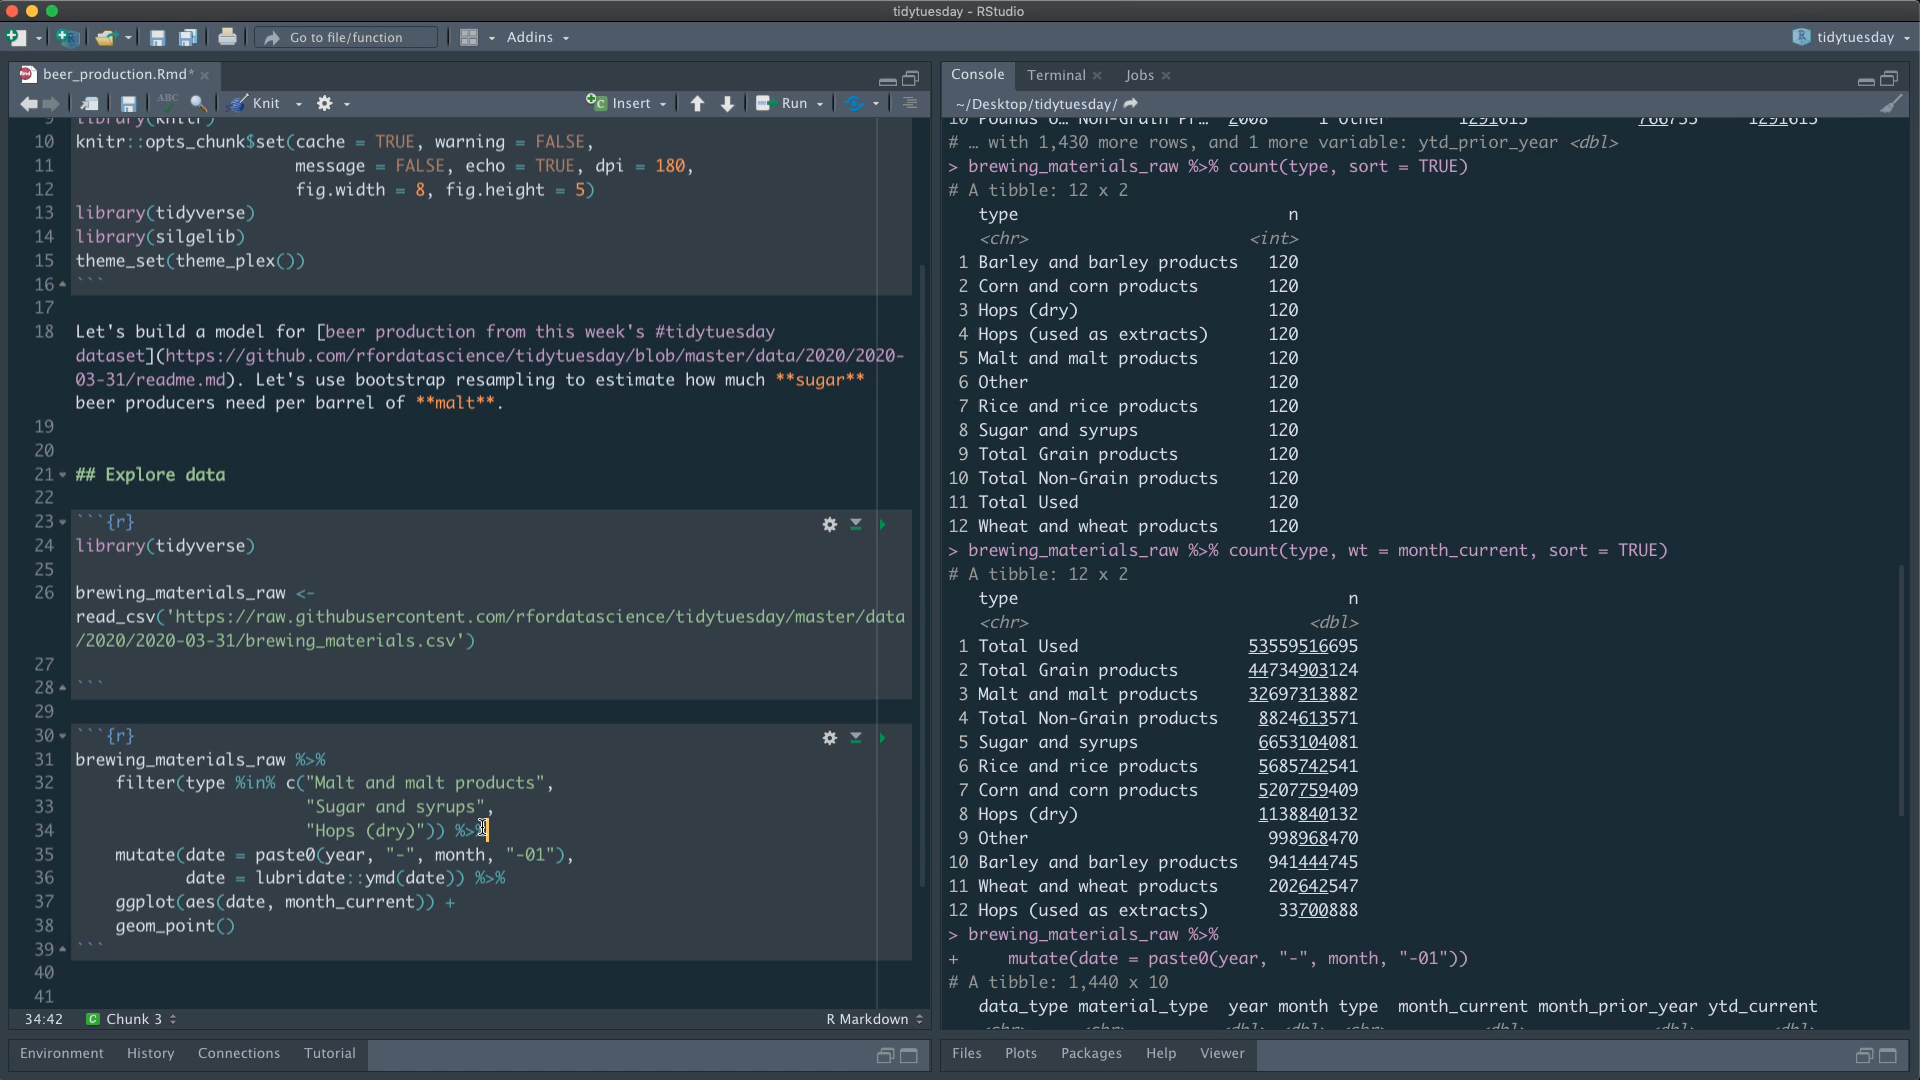 tidytuesday - RStudio
Go to file/function
Addins
tidytuesday
beer_production.Rmd*
ABC
Knit
Insert
Run
9 library(knitr)
10 knitr::opts_chunk$set(cache = TRUE, warning = FALSE,
11 message = FALSE, echo = TRUE, dpi = 180,
12 fig.width = 8, fig.height = 5)
13 library(tidyverse)
14 library(silgelib)
15 theme_set(theme_plex())
16 ```
17
18 Let's build a model for [beer production from this week's #tidytuesday
dataset](https://github.com/rfordatascience/tidytuesday/blob/master/data/2020/2020-
03-31/readme.md). Let's use bootstrap resampling to estimate how much **sugar**
beer producers need per barrel of **malt**.
19
20
21 ## Explore data
22
23 ```{r}
24 library(tidyverse)
25
26 brewing_materials_raw <-
read_csv('https://raw.githubusercontent.com/rfordatascience/tidytuesday/master/data
/2020/2020-03-31/brewing_materials.csv')
27
28 ```
29
30 ```{r}
31 brewing_materials_raw %>%
32 filter(type %in% c("Malt and malt products",
33 "Sugar and syrups",
34 "Hops (dry)")) %>%
35 mutate(date = paste0(year, "-", month, "-01"),
36 date = lubridate::ymd(date)) %>%
37 ggplot(aes(date, month_current)) +
38 geom_point()
39 ```
40
41
34:42
C Chunk 3
R Markdown
Environment History Connections Tutorial
Console Terminal Jobs
~/Desktop/tidytuesday/
10 Pounds o… Non-Grain Pr… 2008 1 Other 1291615 766735 1291615
# … with 1,430 more rows, and 1 more variable: ytd_prior_year <dbl>
> brewing_materials_raw %>% count(type, sort = TRUE)
# A tibble: 12 x 2
type n
<chr> <int>
1 Barley and barley products 120
2 Corn and corn products 120
3 Hops (dry) 120
4 Hops (used as extracts) 120
5 Malt and malt products 120
6 Other 120
7 Rice and rice products 120
8 Sugar and syrups 120
9 Total Grain products 120
10 Total Non-Grain products 120
11 Total Used 120
12 Wheat and wheat products 120
> brewing_materials_raw %>% count(type, wt = month_current, sort = TRUE)
# A tibble: 12 x 2
type n
<chr> <dbl>
1 Total Used 53559516695
2 Total Grain products 44734903124
3 Malt and malt products 32697313882
4 Total Non-Grain products 8824613571
5 Sugar and syrups 6653104081
6 Rice and rice products 5685742541
7 Corn and corn products 5207759409
8 Hops (dry) 1138840132
9 Other 998968470
10 Barley and barley products 941444745
11 Wheat and wheat products 202642547
12 Hops (used as extracts) 33700888
> brewing_materials_raw %>%
+ mutate(date = paste0(year, "-", month, "-01"))
# A tibble: 1,440 x 10
data_type material_type year month type month_current month_prior_year ytd_current
<chr> <chr> <dbl> <dbl> <chr> <dbl> <dbl> <dbl>
Files Plots Packages Help Viewer